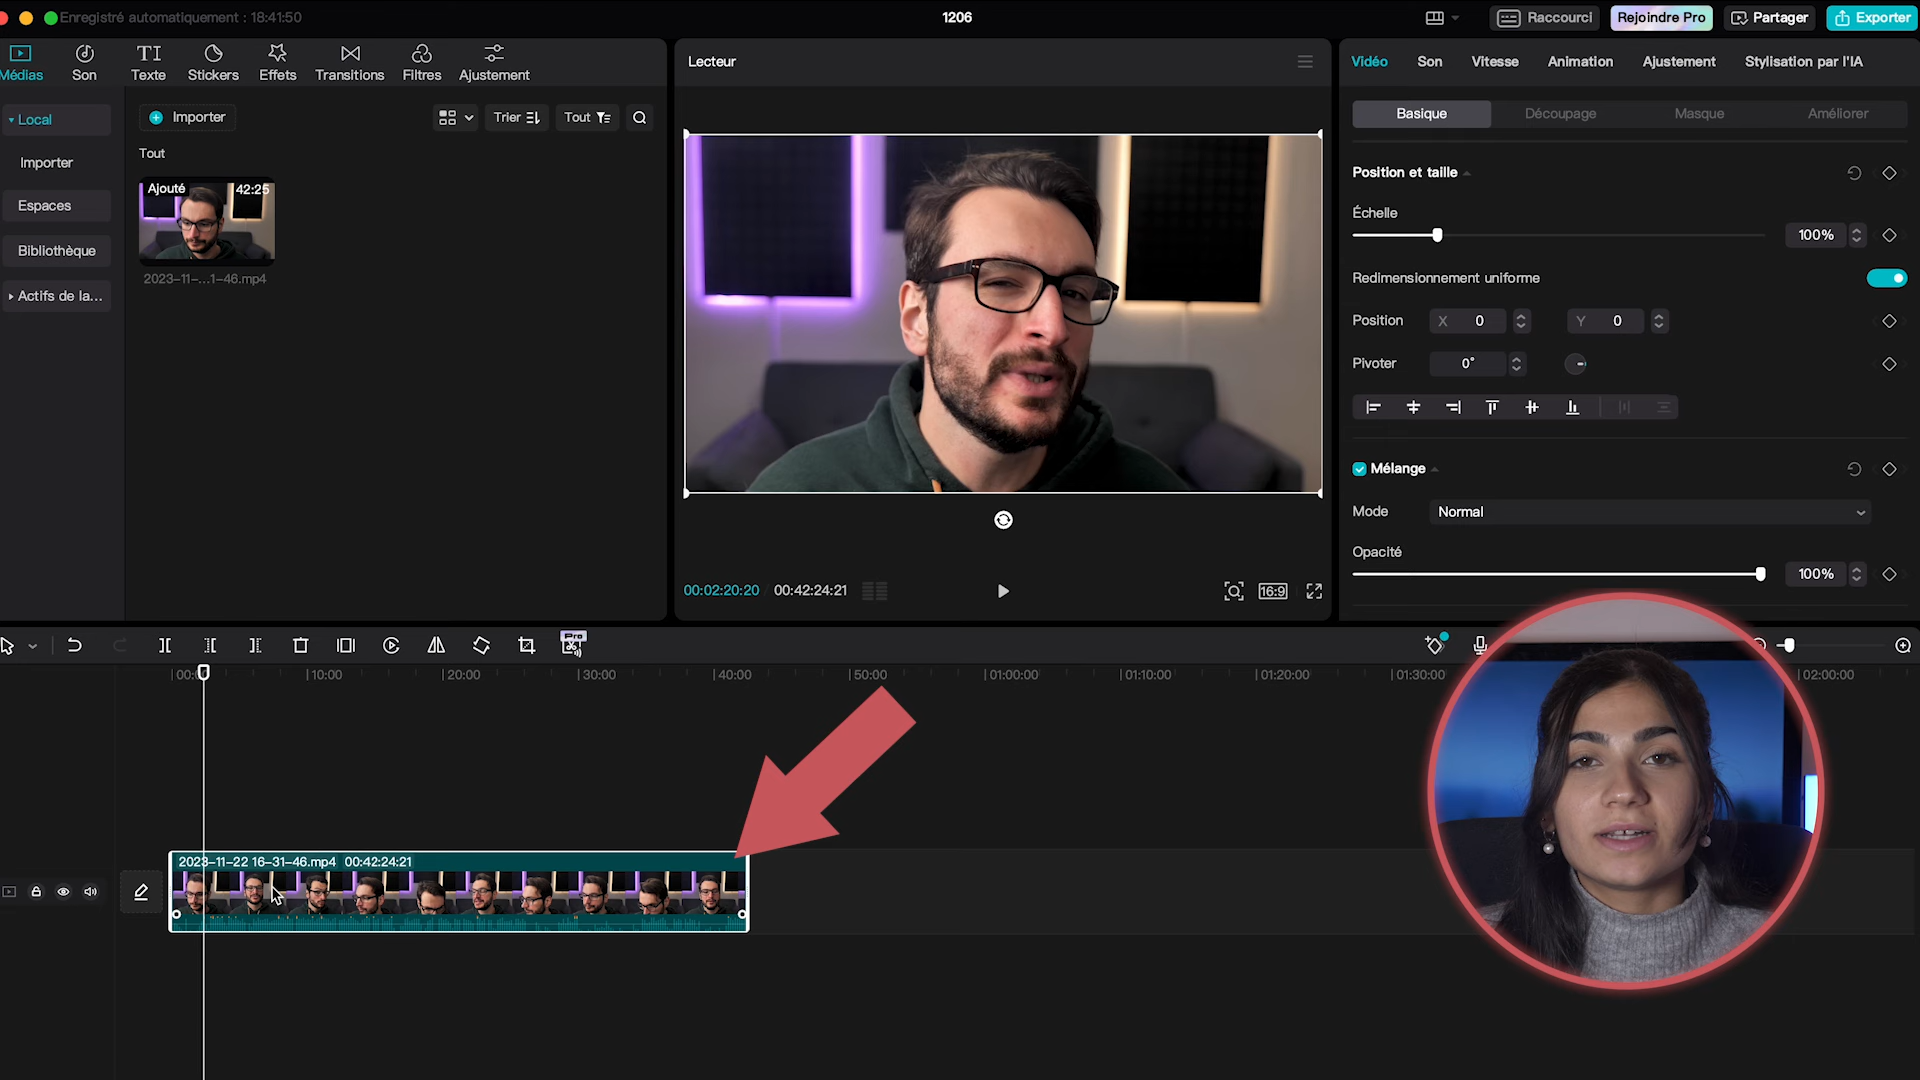 Enregistré automatiquement : 18:41:50
1206
Raccourci
Rejoindre Pro
Partager
Exporter
Médias
Son
Texte
Stickers
Effets
Transitions
Filtres
Ajustement
Local
Importer
Espaces
Bibliothèque
Actifs de la...
Importer
Trier
Tout
Tout
Ajouté
42:25
2023-11-...1-46.mp4
Lecteur
00:02:20:20
00:42:24:21
16:9
Vidéo
Son
Vitesse
Animation
Ajustement
Stylisation par l'IA
Basique
Découpage
Masque
Améliorer
Position et taille
Échelle
100%
Redimensionnement uniforme
Position
X 0
Y 0
Pivoter
0°
Mélange
Mode
Normal
Opacité
100%
Pro
10:00
20:00
30:00
40:00
50:00
01:00:00
01:10:00
01:20:00
01:30:00
02:00:00
2023-11-22 16-31-46.mp4 00:42:24:21